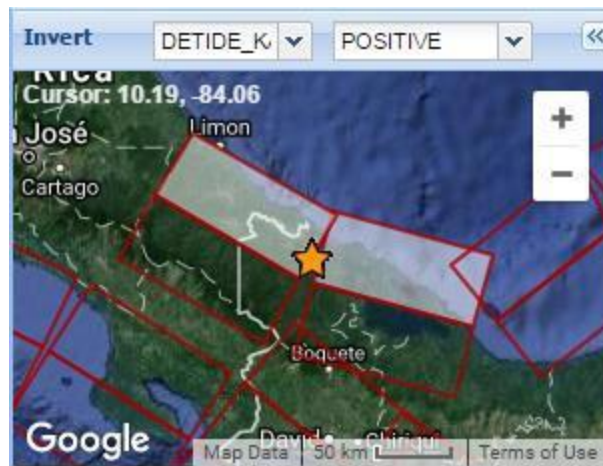 Invert
DETIDE_K
POSITIVE
Rica
Cursor: 10.19, -84.06
+
José
Limon
Cartago
−
Boquete
Google
David
Chiriqui
Map Data
50 km
Terms of Use